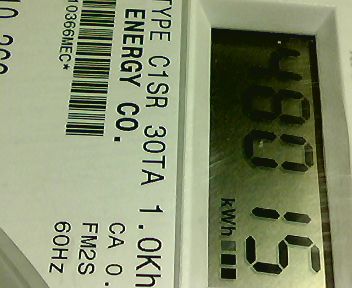 48015
kWh
TYPE C1SR 30TA 1.0Kh
ENERGY CO.
CA 0.
FM2S
60Hz
10366MEC*